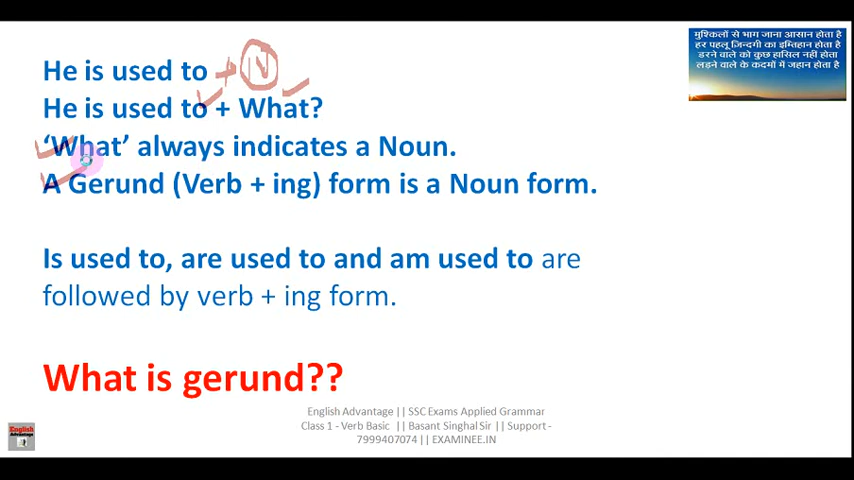 मुश्किलों से भाग जाना आसान होता है
हर पहलू ज़िन्दगी का इम्तिहान होता है
डरने वाले को कुछ हासिल नहीं होता
लड़ने वाले के कदमों में जहान होता है
He is used to + N
He is used to + What?
‘What’ always indicates a Noun.
A Gerund (Verb + ing) form is a Noun form.
Is used to, are used to and am used to are
followed by verb + ing form.
What is gerund??
English Advantage || SSC Exams Applied Grammar
Class 1 - Verb Basic || Basant Singhal Sir || Support -
7999407074 || EXAMINEE.IN
English
Advantage